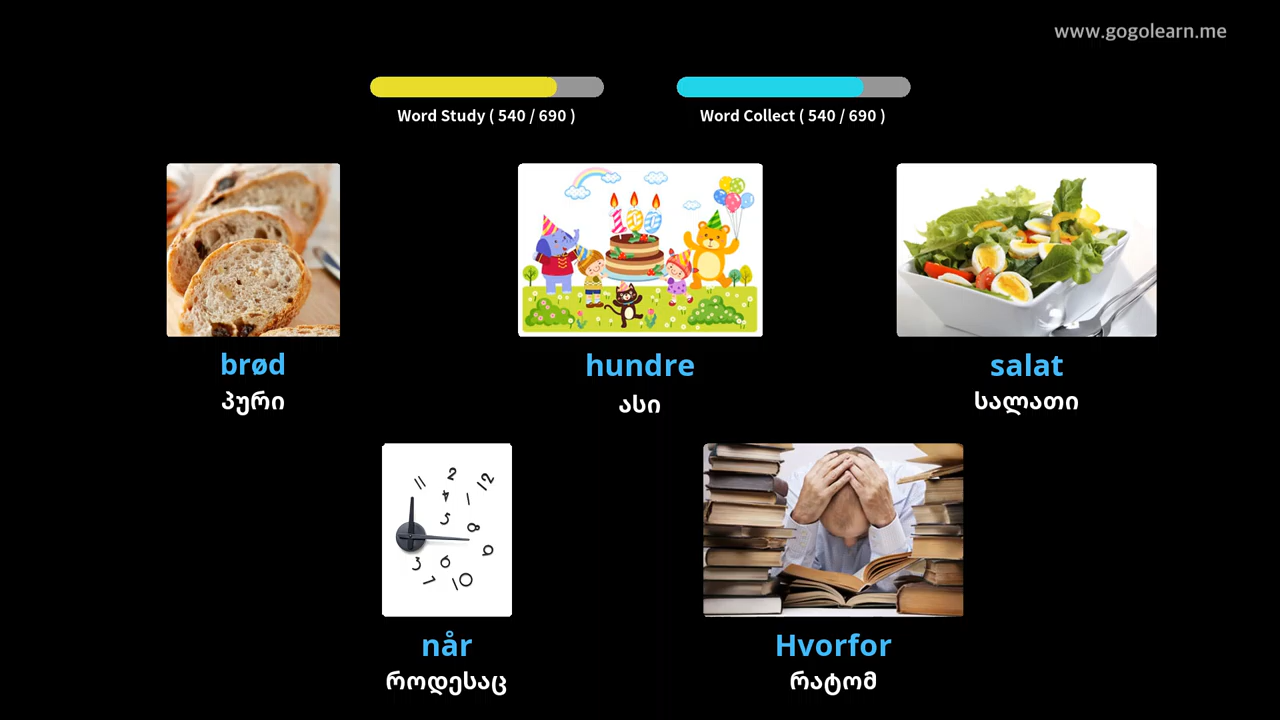 www.gogolearn.me
Word Study ( 540 / 690 )
Word Collect ( 540 / 690 )
brød
პური
hundre
ასი
salat
სალათი
når
როდესაც
Hvorfor
რატომ